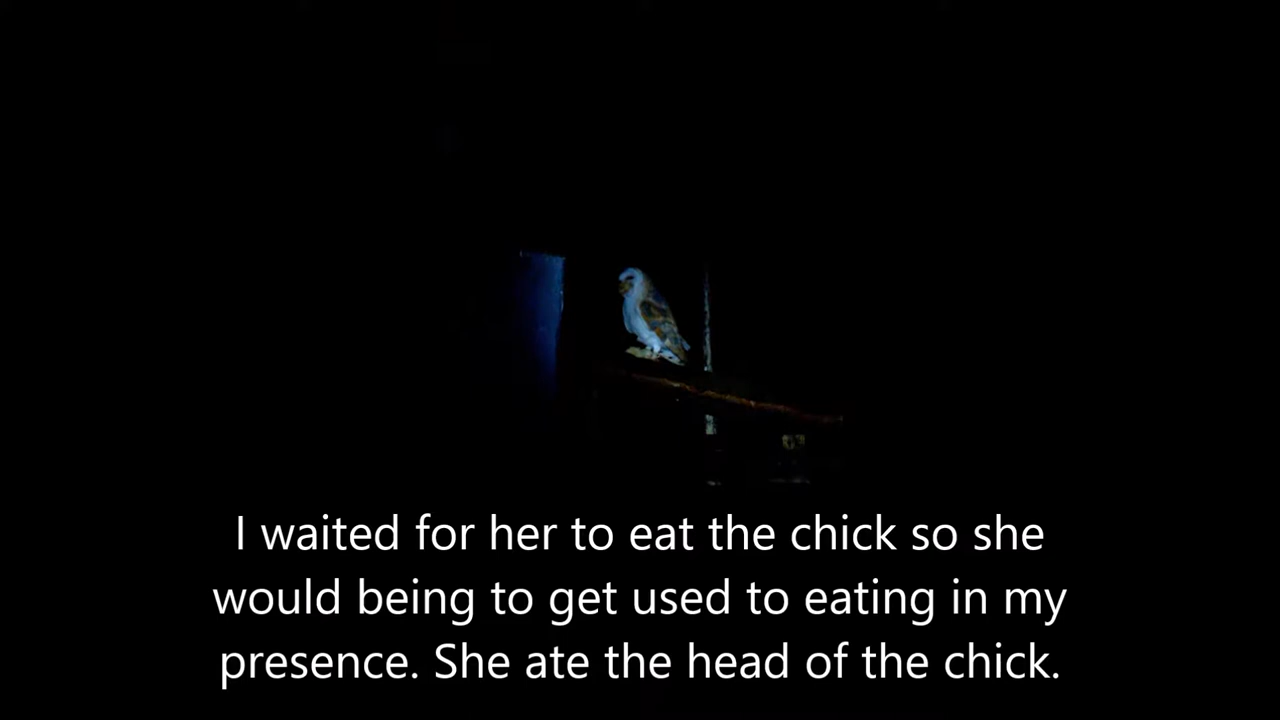 I waited for her to eat the chick so she
would being to get used to eating in my
presence. She ate the head of the chick.